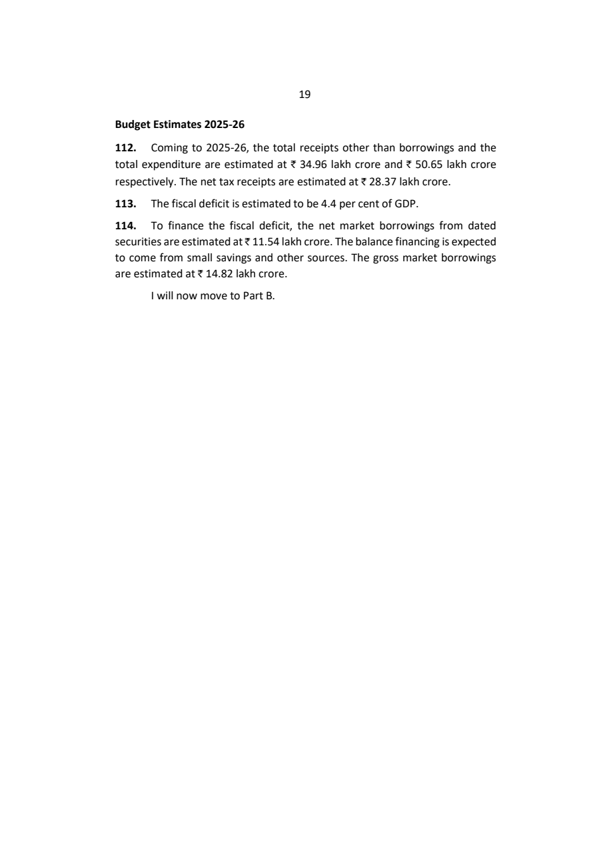 19
Budget Estimates 2025-26
112. Coming to 2025-26, the total receipts other than borrowings and the
total expenditure are estimated at ₹ 34.96 lakh crore and ₹ 50.65 lakh crore
respectively. The net tax receipts are estimated at ₹ 28.37 lakh crore.
113. The fiscal deficit is estimated to be 4.4 per cent of GDP.
114. To finance the fiscal deficit, the net market borrowings from dated
securities are estimated at ₹ 11.54 lakh crore. The balance financing is expected
to come from small savings and other sources. The gross market borrowings
are estimated at ₹ 14.82 lakh crore.
I will now move to Part B.